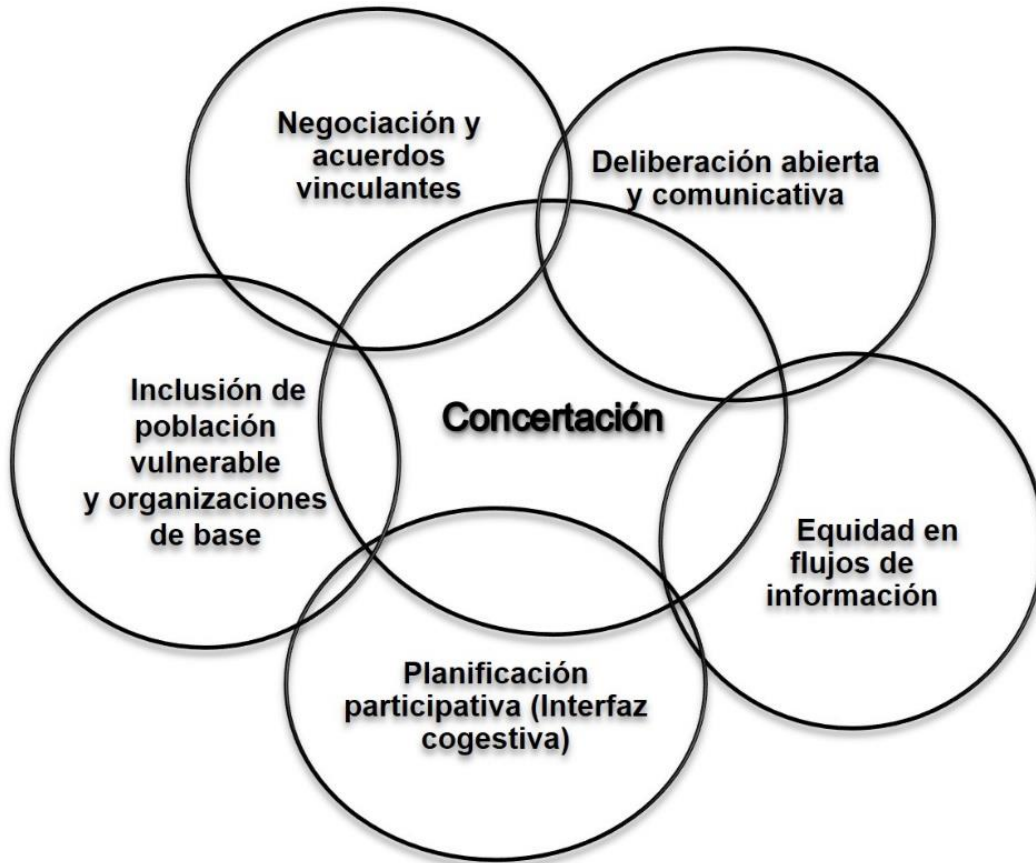 Negociación y
acuerdos
vinculantes
Deliberación abierta
y comunicativa
Concertación
Inclusión de
población
vulnerable
y organizaciones
de base
Equidad en
flujos de
información
Planificación
participativa (Interfaz
cogestiva)